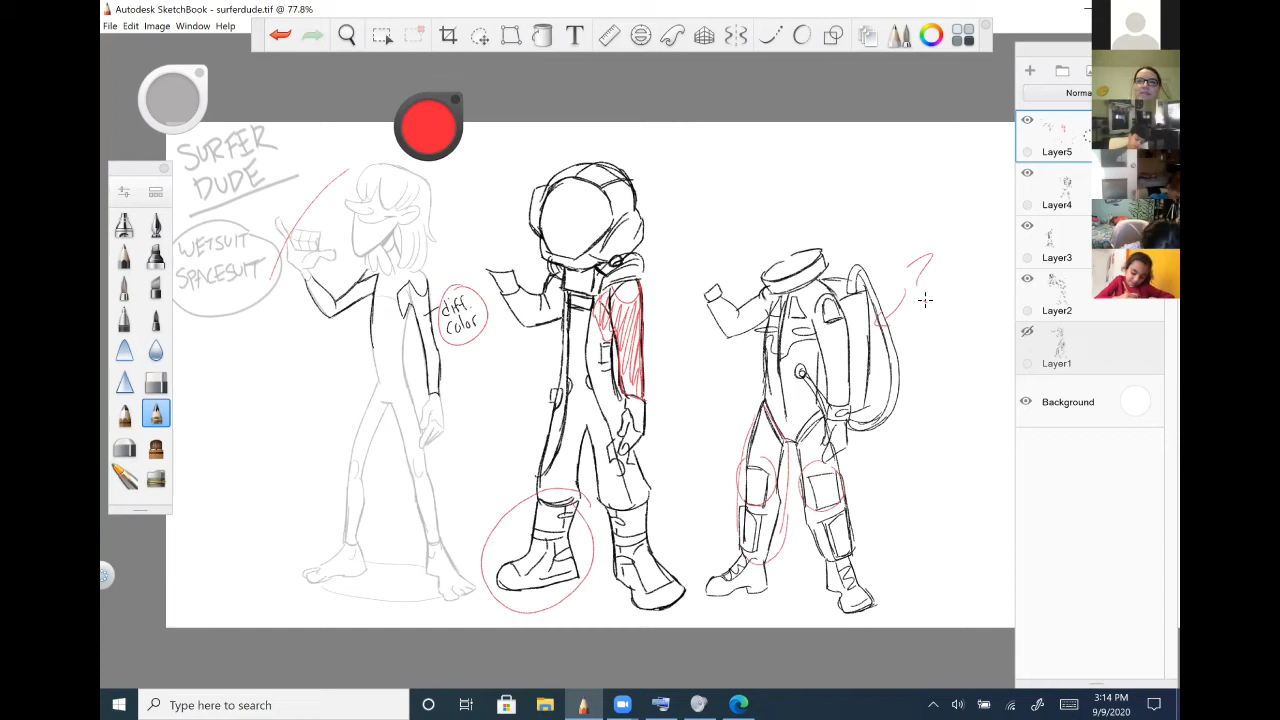 Autodesk SketchBook - surferdude.tif @ 77.8%
File Edit Image Window Help
T
SURFER
DUDE
WETSUIT
SPACESUIT
diff.
color
?
Norma
Layer5
Layer4
Layer3
Layer2
Layer1
Background
Type here to search
3:14 PM
9/9/2020